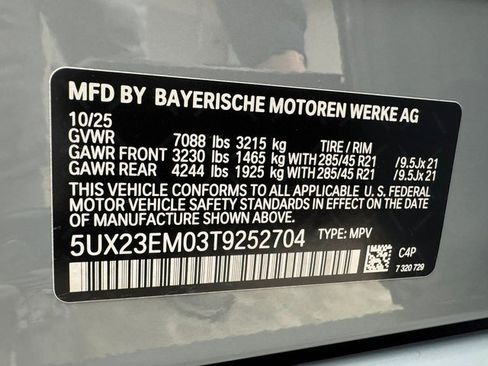 MFD BY BAYERISCHE MOTOREN WERKE AG
10/25
GVWR 7088 lbs 3215 kg TIRE / RIM
GAWR FRONT 3230 lbs 1465 kg WITH 285/45 R21 /9.5Jx 21
GAWR REAR 4244 lbs 1925 kg WITH 285/45 R21 /9.5Jx 21
THIS VEHICLE CONFORMS TO ALL APPLICABLE U. S. FEDERAL
MOTOR VEHICLE SAFETY STANDARDS IN EFFECT ON THE
DATE OF MANUFACTURE SHOWN ABOVE.
5UX23EM03T9252704 TYPE: MPV
C4P
7 320 729